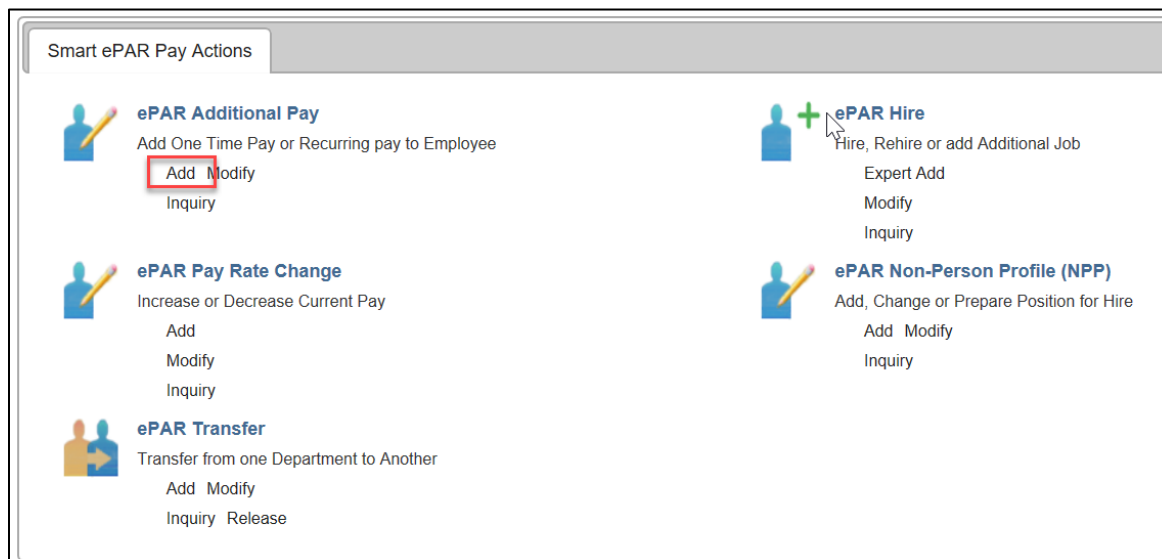 Smart ePAR Pay Actions
ePAR Additional Pay
Add One Time Pay or Recurring pay to Employee
Add Modify
Inquiry
ePAR Pay Rate Change
Increase or Decrease Current Pay
Add
Modify
Inquiry
ePAR Transfer
Transfer from one Department to Another
Add Modify
Inquiry Release
ePAR Hire
Hire, Rehire or add Additional Job
Expert Add
Modify
Inquiry
ePAR Non-Person Profile (NPP)
Add, Change or Prepare Position for Hire
Add Modify
Inquiry